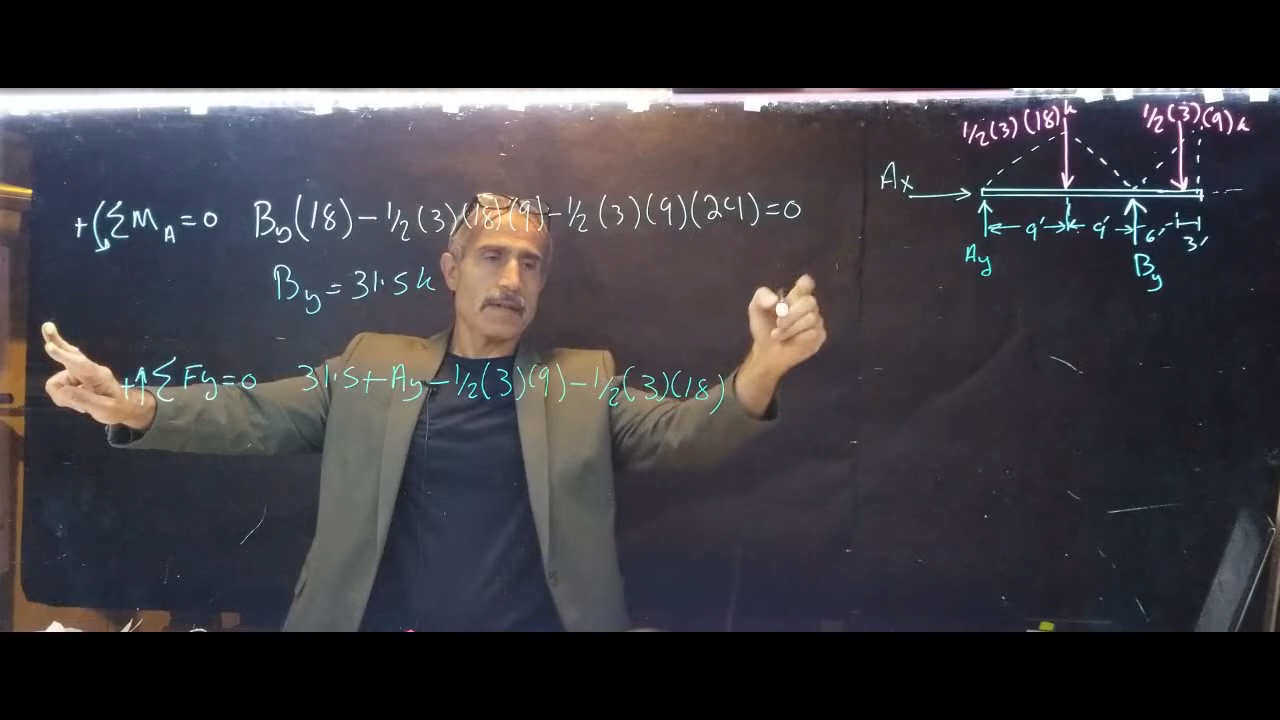 + ΣM_A = 0 B_y(18) - 1/2(3)(18)(9) - 1/2(3)(9)(24) = 0
B_y = 31.5 k
+↑ΣF_y = 0 31.5 + A_y - 1/2(3)(9) - 1/2(3)(18)
1/2(3)(18)k 1/2(3)(9)k
A_x
9' 9' 6' 3'
A_y B_y